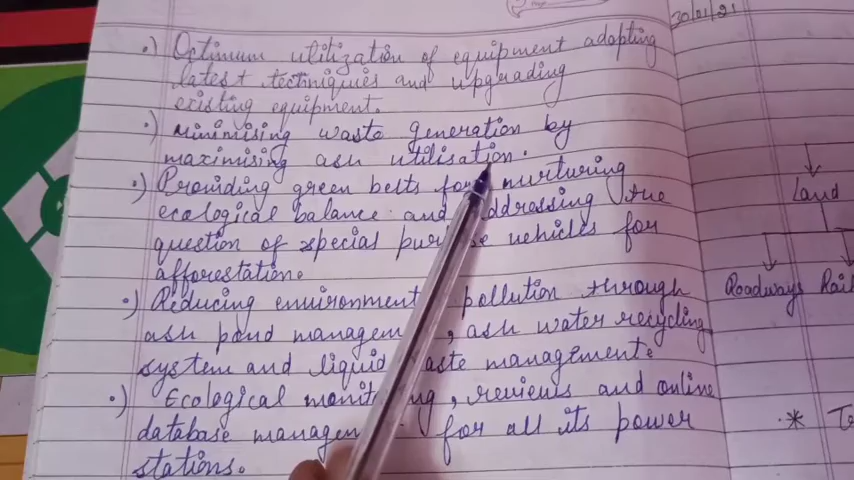 30/01/21
•) Optimum utilization of equipment adopting
latest techniques and upgrading
existing equipment.
•) Minimising waste generation by
maximising ash utilisation.
•) Providing green belts for nurturing
ecological balance and addressing the
question of special vehicles for
afforestation.
•) Reducing environment pollution through
ash pond , ash water recycling
system and liquid waste management.
•) Ecological monitoring, reviews and online
database for all its power
stations.
Land
Roadways
*